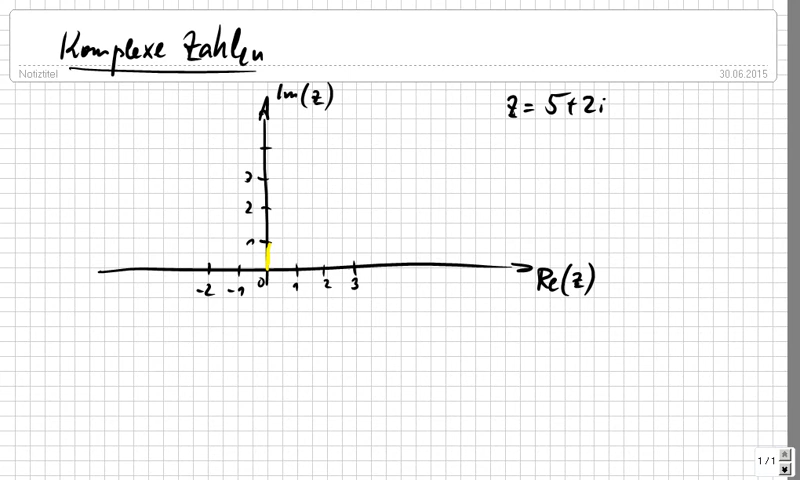 Komplexe Zahlen
Notiztitel
30.06.2015
Im(z)
z = 5+2i
3
2
1
-2 -1 0 1 2 3
Re(z)
1/1